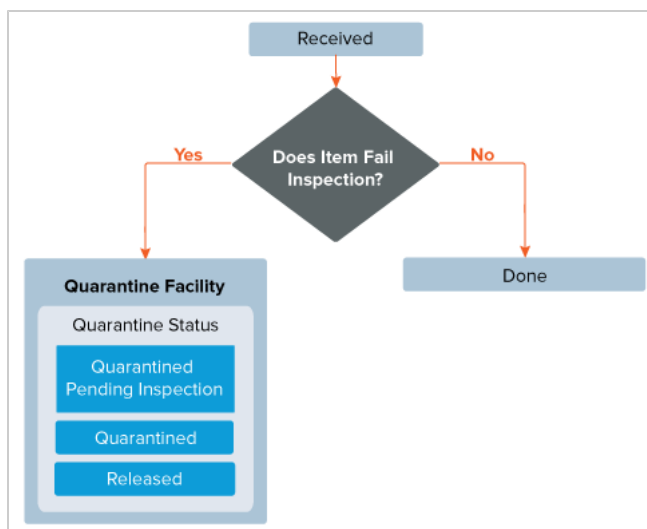 Received
Does Item Fail
Inspection?
Yes
No
Quarantine Facility
Quarantine Status
Quarantined
Pending Inspection
Quarantined
Released
Done